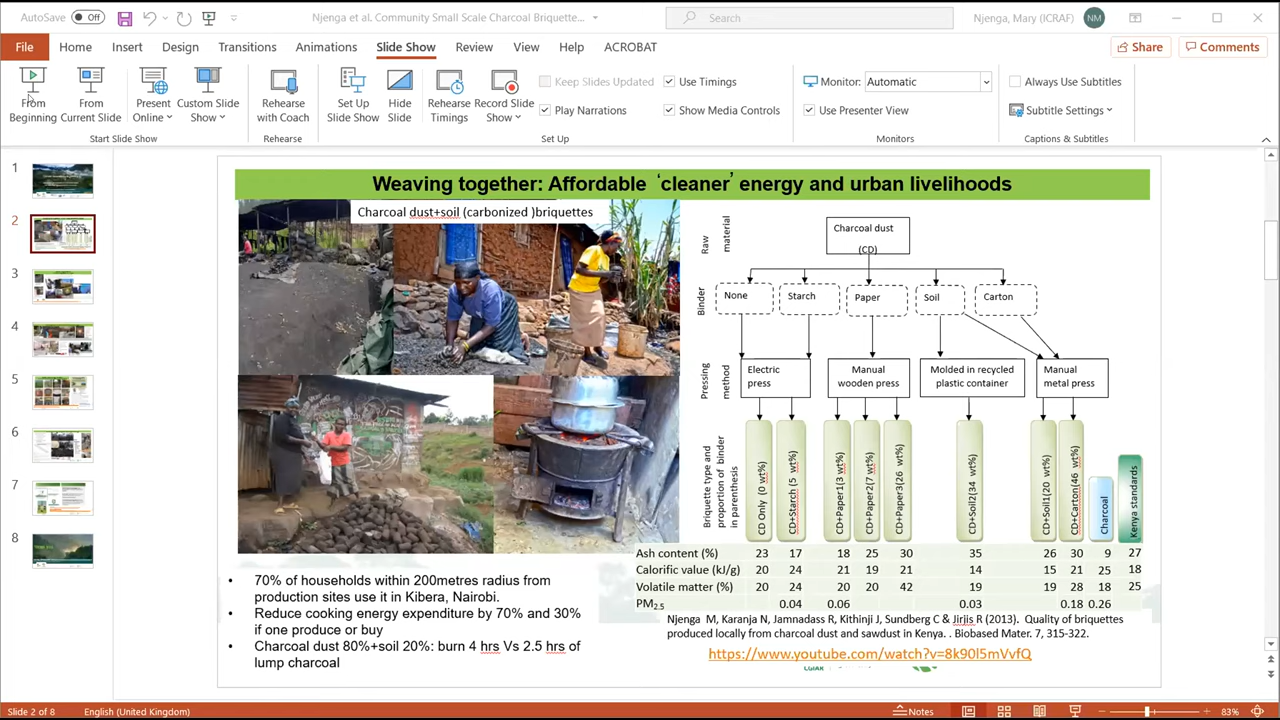 AutoSave
Off
Njenga et al. Community Small Scale Charcoal Briquette...
Search
Njenga, Mary (ICRAF)
NM
File
Home
Insert
Design
Transitions
Animations
Slide Show
Review
View
Help
ACROBAT
Share
Comments
From
Beginning
From
Current Slide
Present
Online
Custom Slide
Show
Rehearse
with Coach
Set Up
Slide Show
Hide
Slide
Rehearse
Timings
Record Slide
Show
Keep Slides Updated
Play Narrations
Use Timings
Show Media Controls
Monitor:
Automatic
Use Presenter View
Always Use Subtitles
Subtitle Settings
Start Slide Show
Rehearse
Set Up
Monitors
Captions & Subtitles
1
2
3
4
5
6
7
8
Weaving together: Affordable ‘cleaner’ energy and urban livelihoods
Charcoal dust+soil (carbonized )briquettes
Raw
material
Charcoal dust
(CD)
Binder
None
Starch
Paper
Soil
Carton
Pressing
method
Electric
press
Manual
wooden press
Molded in recycled
plastic container
Manual
metal press
Briquette type and
proportion of binder
in parenthesis
CD Only (0 wt%)
CD+Starch (5 wt%)
CD+Paper1(3 wt%)
CD+Paper2(7 wt%)
CD+Paper3(26 wt%)
CD+Soil2(34 wt%)
CD+Soil1(20 wt%)
CD+Carton(46 wt%)
Charcoal
Kenya standards
Ash content (%) 23 17 18 25 30 35 26 30 9 27
Calorific value (kJ/g) 20 24 21 19 21 14 15 21 25 18
Volatile matter (%) 20 24 20 20 42 19 19 28 18 25
PM2.5 0.04 0.06 0.03 0.18 0.26
• 70% of households within 200metres radius from
production sites use it in Kibera, Nairobi.
• Reduce cooking energy expenditure by 70% and 30%
if one produce or buy
• Charcoal dust 80%+soil 20%: burn 4 hrs Vs 2.5 hrs of
lump charcoal
Njenga M, Karanja N, Jamnadass R, Kithinji J, Sundberg C & Jirjis R (2013). Quality of briquettes
produced locally from charcoal dust and sawdust in Kenya. . Biobased Mater. 7, 315-322.
https://www.youtube.com/watch?v=8k90l5mVvfQ
CGIAR
Slide 2 of 8
English (United Kingdom)
Notes
83%